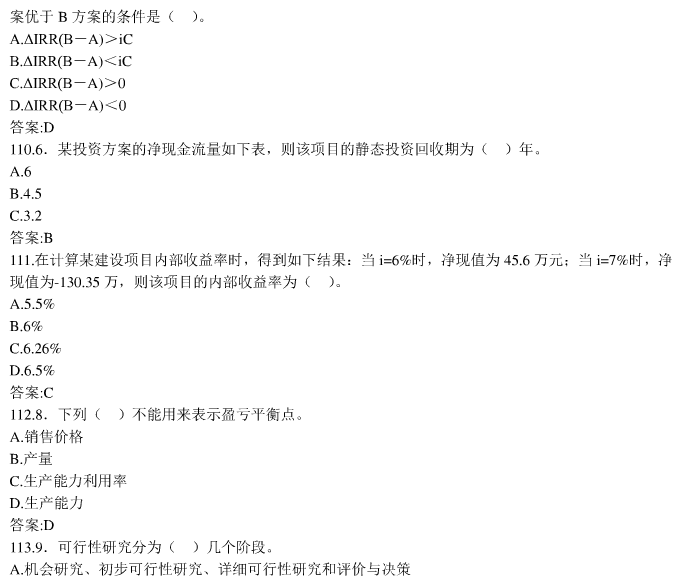 案优于 B 方案的条件是（　）。
A.ΔIRR(B－A)＞iC
B.ΔIRR(B－A)＜iC
C.ΔIRR(B－A)＞0
D.ΔIRR(B－A)＜0
答案:D
110.6．某投资方案的净现金流量如下表，则该项目的静态投资回收期为（　）年。
A.6
B.4.5
C.3.2
答案:B
111.在计算某建设项目内部收益率时，得到如下结果：当 i=6%时，净现值为 45.6 万元；当 i=7%时，净
现值为-130.35 万，则该项目的内部收益率为（　）。
A.5.5%
B.6%
C.6.26%
D.6.5%
答案:C
112.8．下列（　）不能用来表示盈亏平衡点。
A.销售价格
B.产量
C.生产能力利用率
D.生产能力
答案:D
113.9．可行性研究分为（　）几个阶段。
A.机会研究、初步可行性研究、详细可行性研究和评价与决策